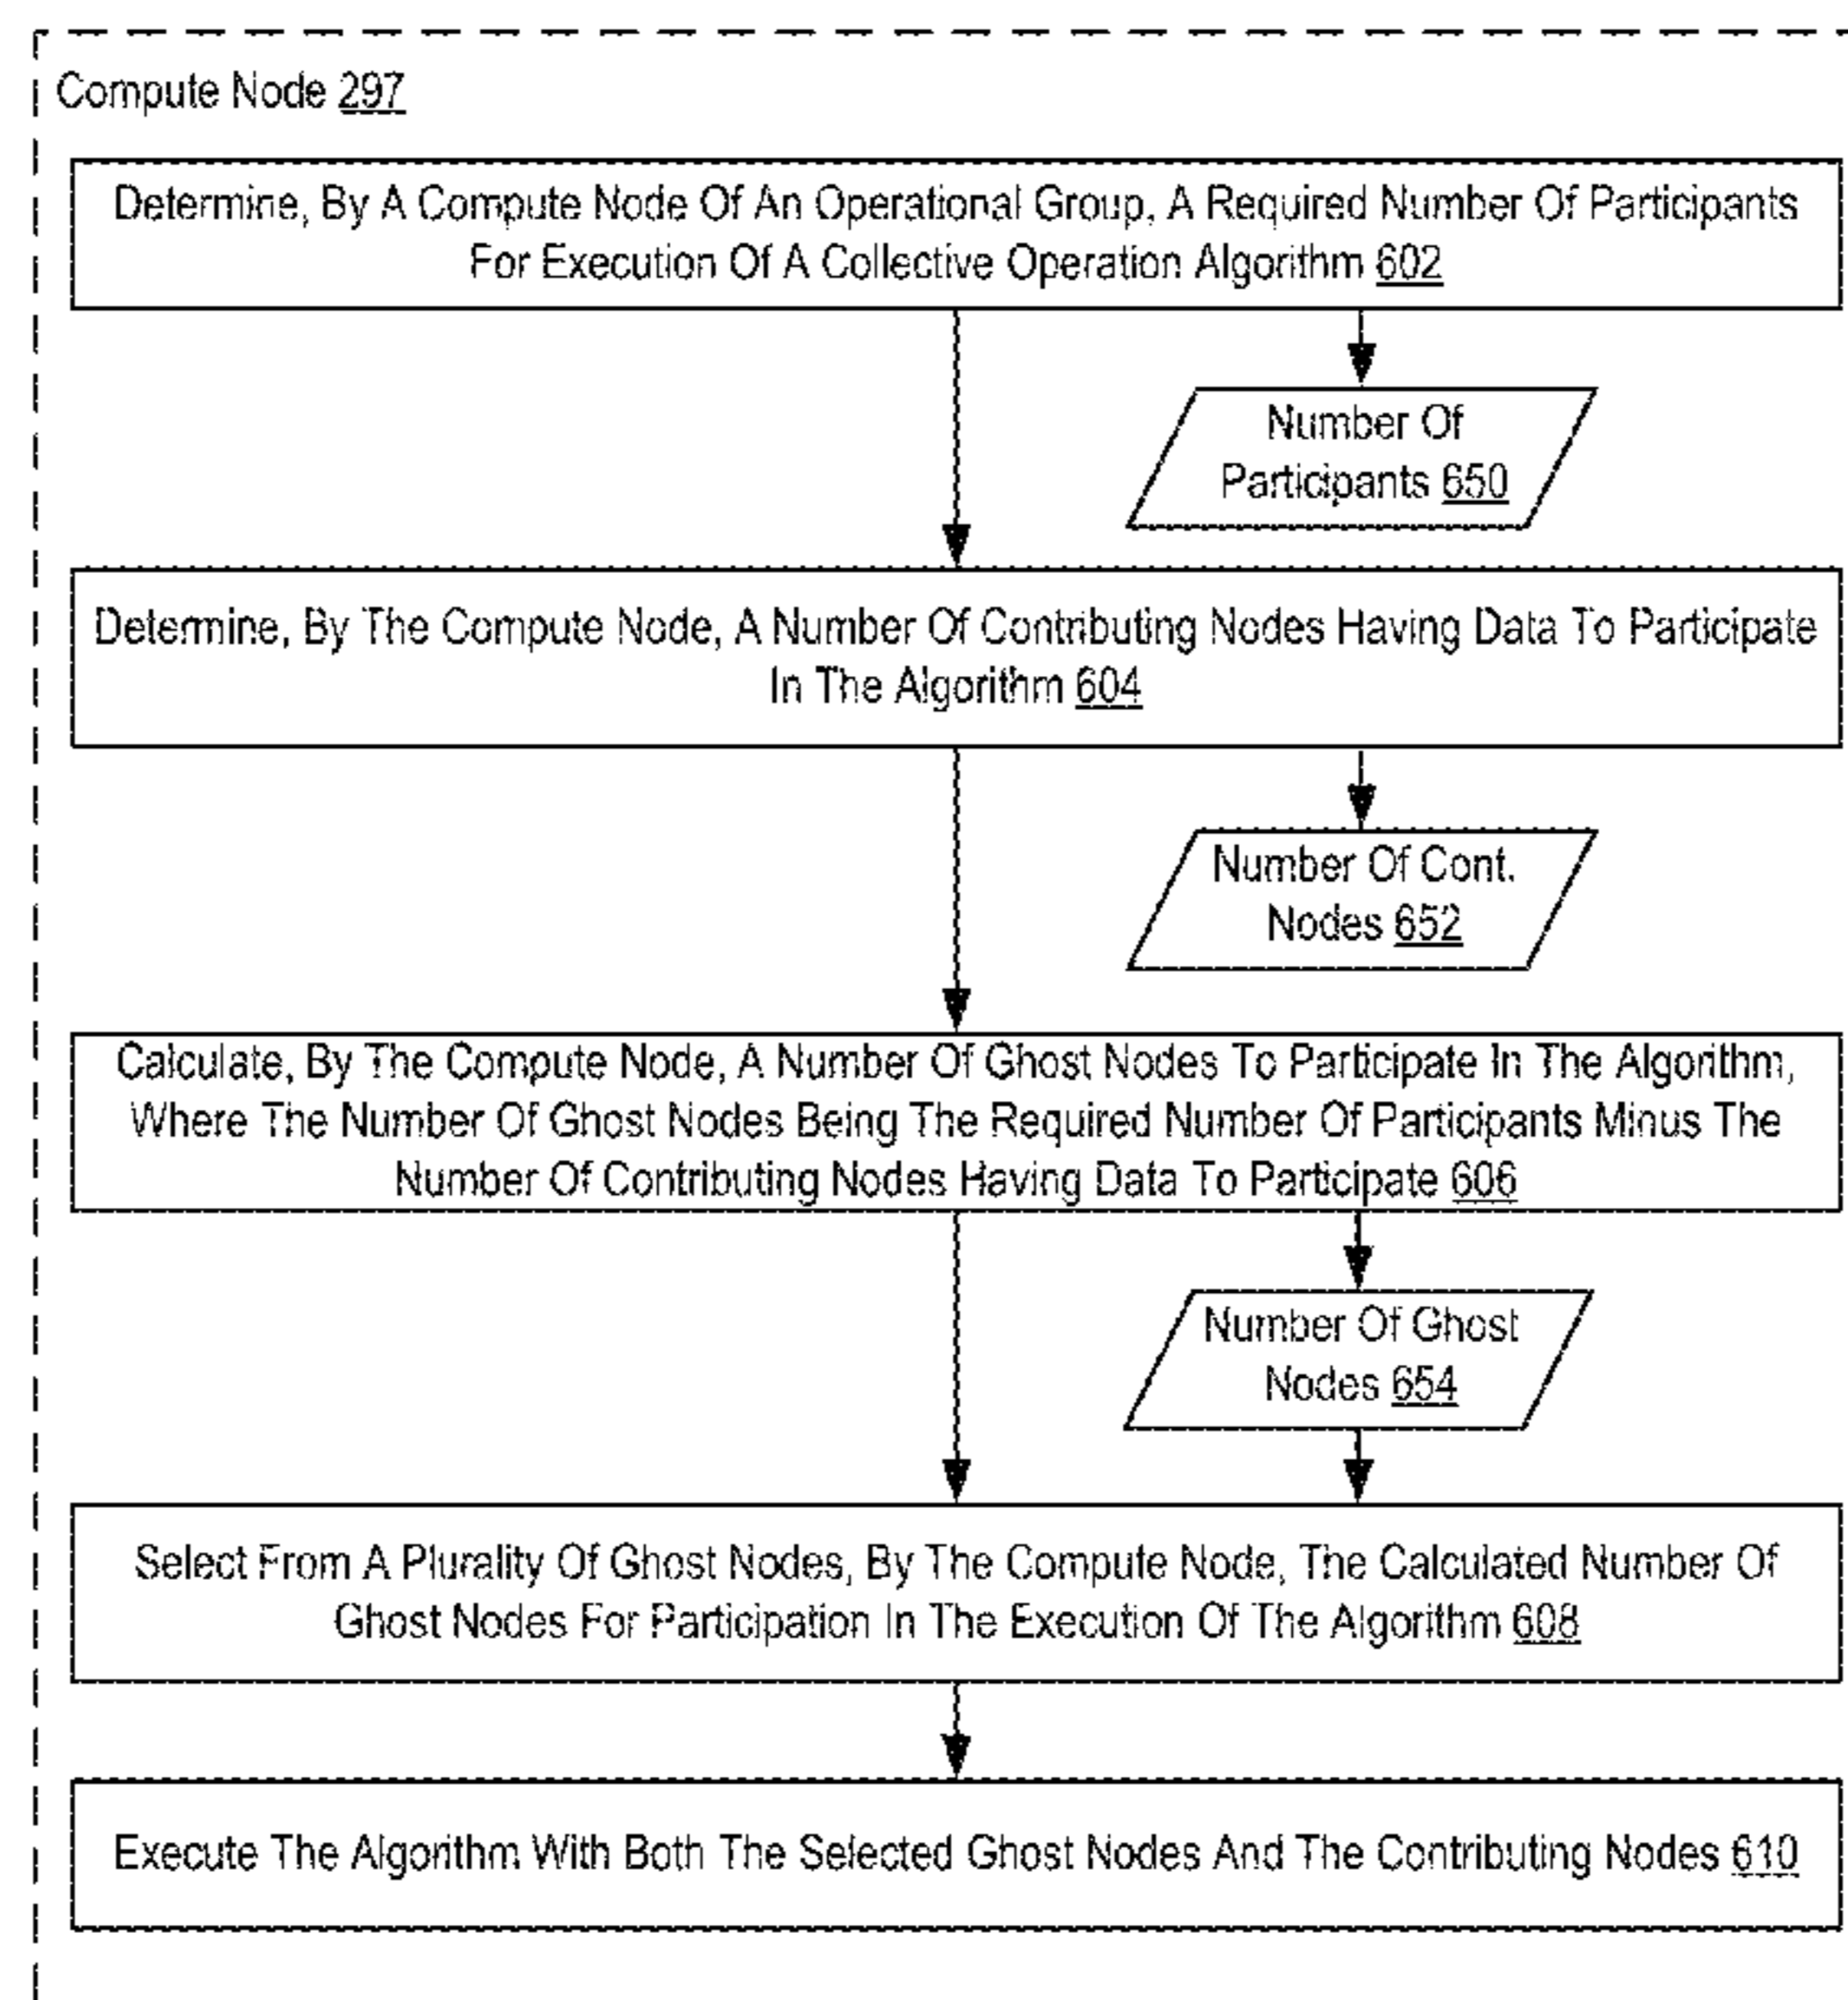 Compute Node 297
Determine, By A Compute Node Of An Operational Group, A Required Number Of Participants
For Execution Of A Collective Operation Algorithm 602
Number Of
Participants 650
Determine, By The Compute Node, A Number Of Contributing Nodes Having Data To Participate
In The Algorithm 604
Number Of Cont.
Nodes 652
Calculate, By The Compute Node, A Number Of Ghost Nodes To Participate In The Algorithm,
Where The Number Of Ghost Nodes Being The Required Number Of Participants Minus The
Number Of Contributing Nodes Having Data To Participate 606
Number Of Ghost
Nodes 654
Select From A Plurality Of Ghost Nodes, By The Compute Node, The Calculated Number Of
Ghost Nodes For Participation In The Execution Of The Algorithm 608
Execute The Algorithm With Both The Selected Ghost Nodes And The Contributing Nodes 610